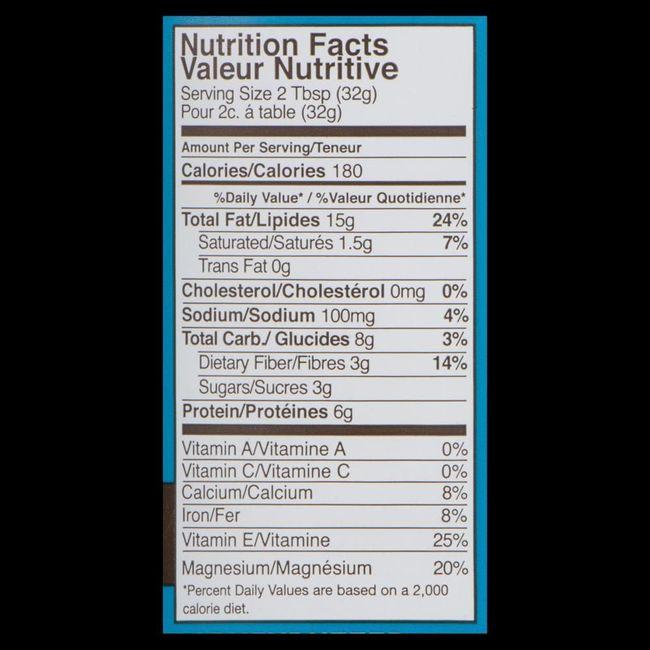 Nutrition Facts
Valeur Nutritive
Serving Size 2 Tbsp (32g)
Pour 2c. á table (32g)
Amount Per Serving/Teneur
Calories/Calories 180
%Daily Value* / %Valeur Quotidienne*
Total Fat/Lipides 15g 24%
Saturated/Saturés 1.5g 7%
Trans Fat 0g
Cholesterol/Cholestérol 0mg 0%
Sodium/Sodium 100mg 4%
Total Carb./ Glucides 8g 3%
Dietary Fiber/Fibres 3g 14%
Sugars/Sucres 3g
Protein/Protéines 6g
Vitamin A/Vitamine A 0%
Vitamin C/Vitamine C 0%
Calcium/Calcium 8%
Iron/Fer 8%
Vitamin E/Vitamine 25%
Magnesium/Magnésium 20%
*Percent Daily Values are based on a 2,000
calorie diet.